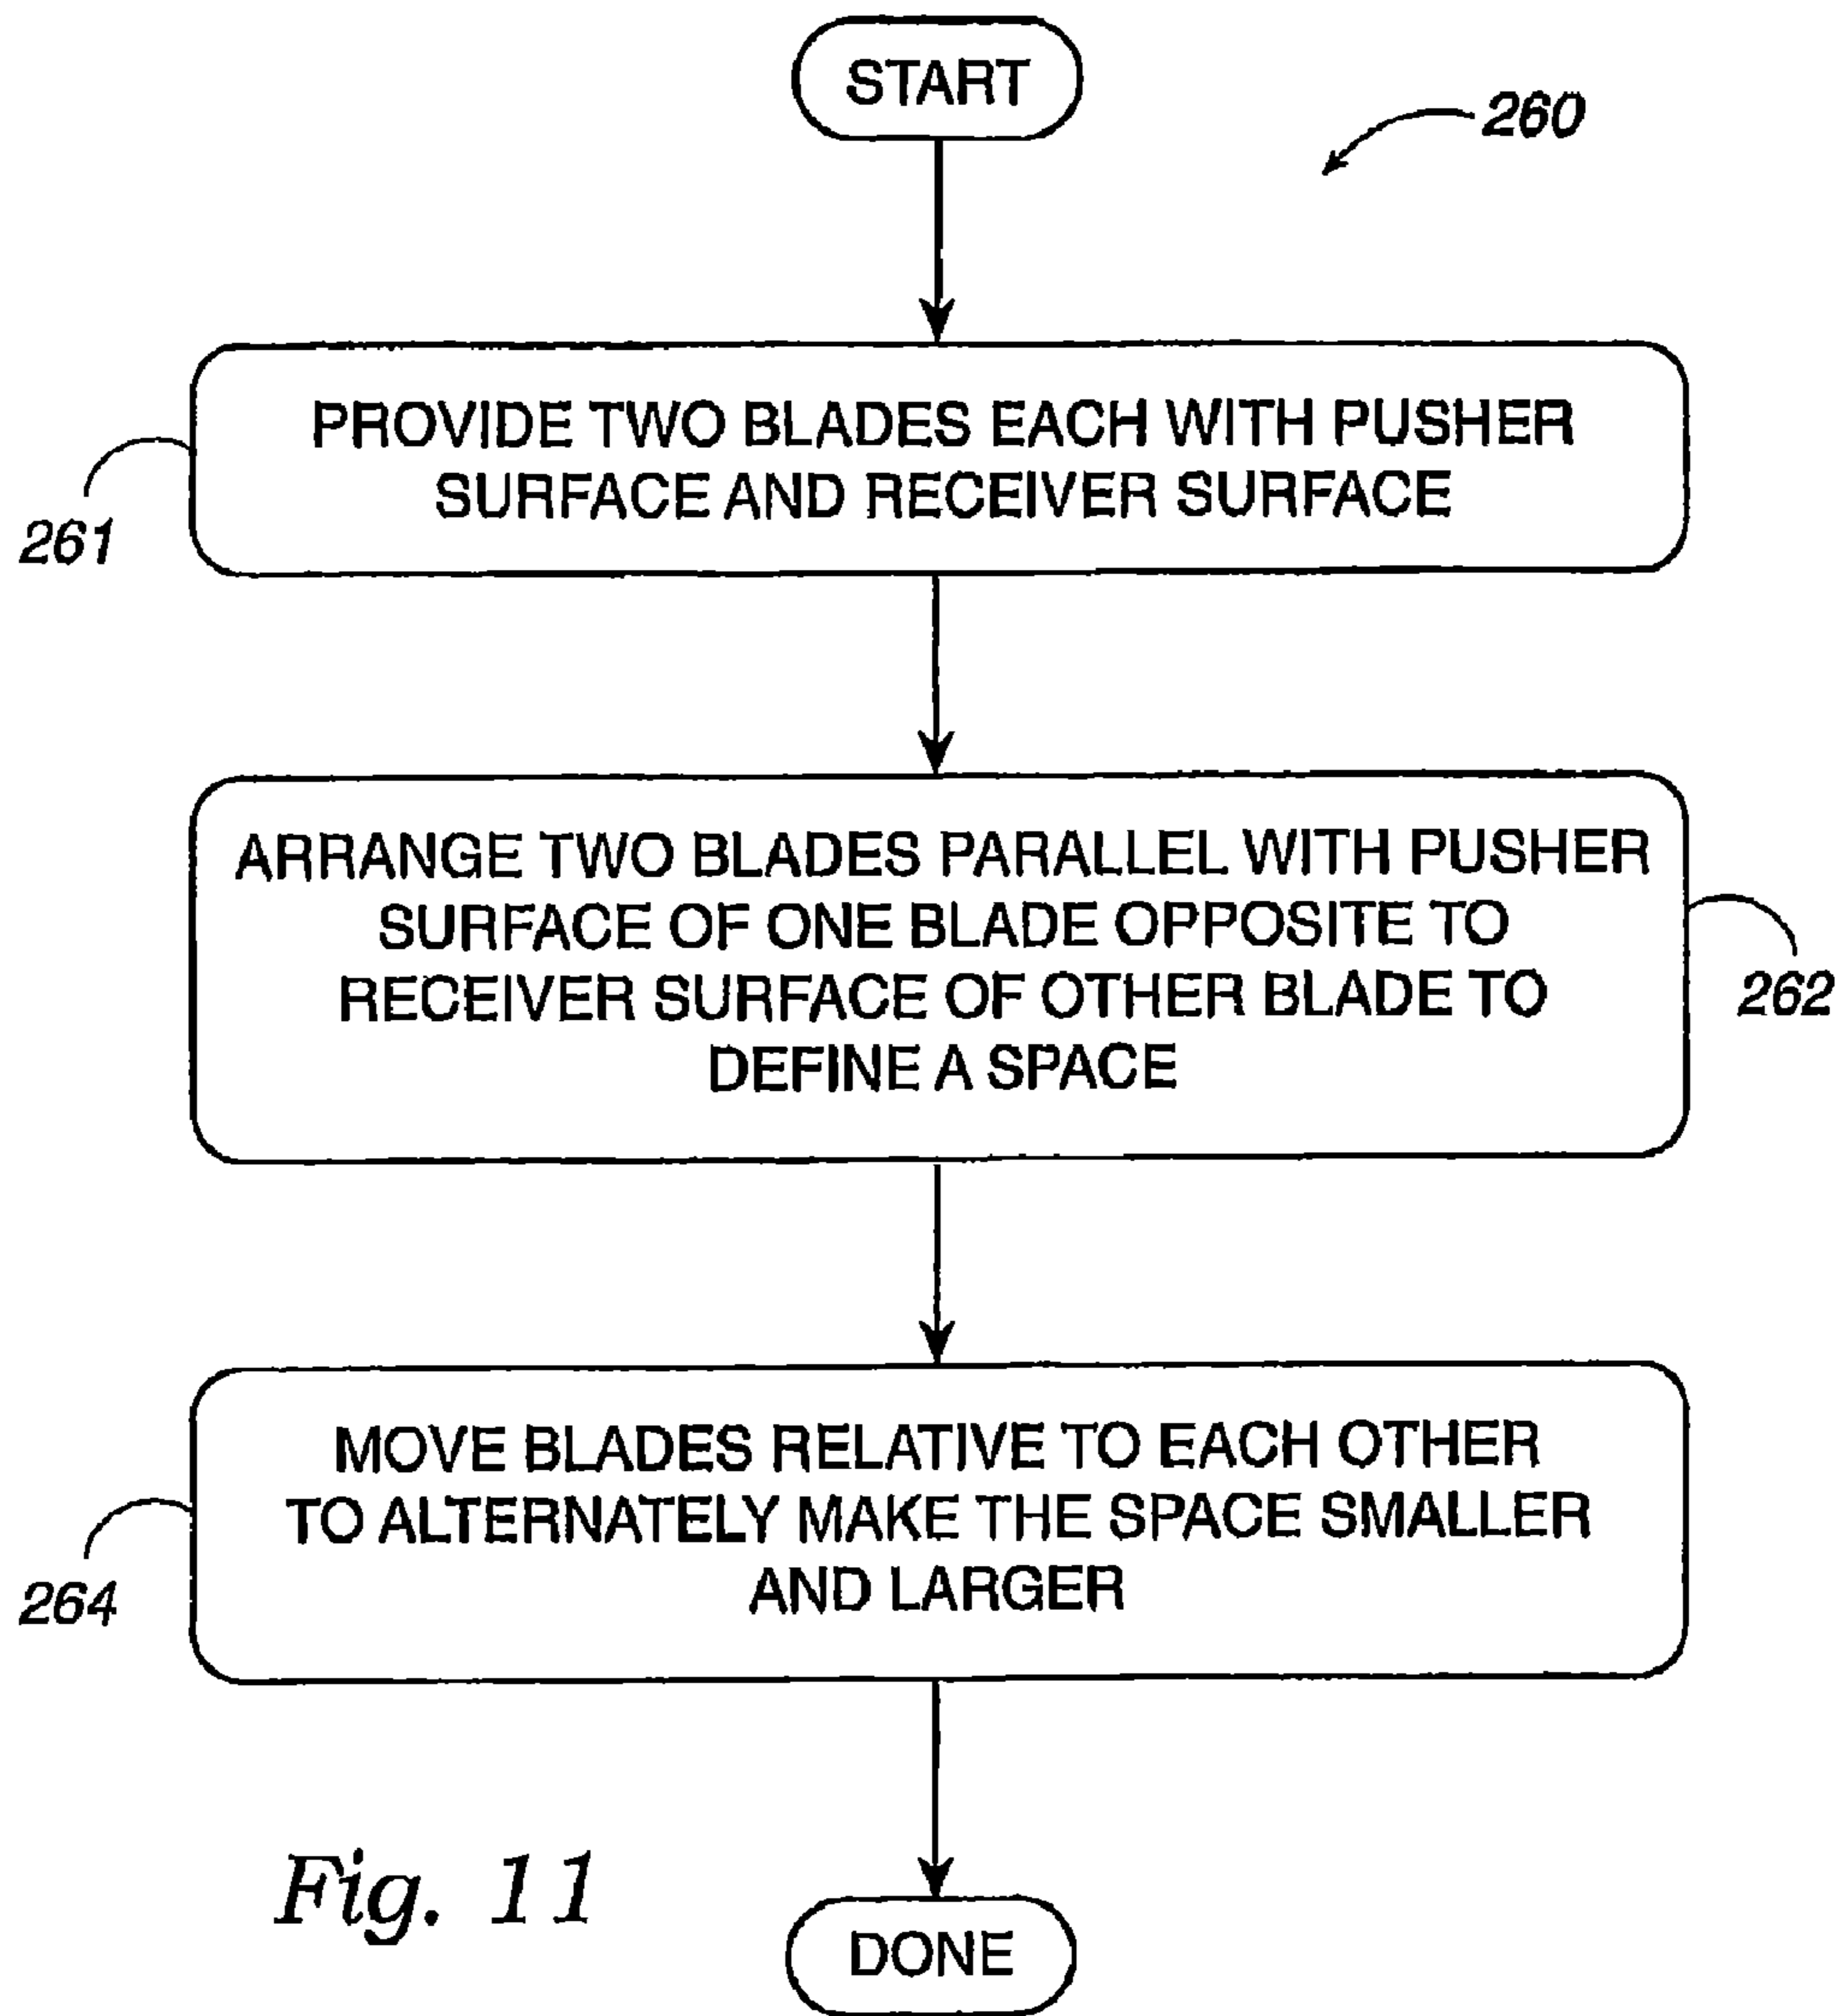 START
260
PROVIDE TWO BLADES EACH WITH PUSHER
SURFACE AND RECEIVER SURFACE
261
ARRANGE TWO BLADES PARALLEL WITH PUSHER
SURFACE OF ONE BLADE OPPOSITE TO
RECEIVER SURFACE OF OTHER BLADE TO
DEFINE A SPACE
262
MOVE BLADES RELATIVE TO EACH OTHER
TO ALTERNATELY MAKE THE SPACE SMALLER
AND LARGER
264
Fig. 11
DONE